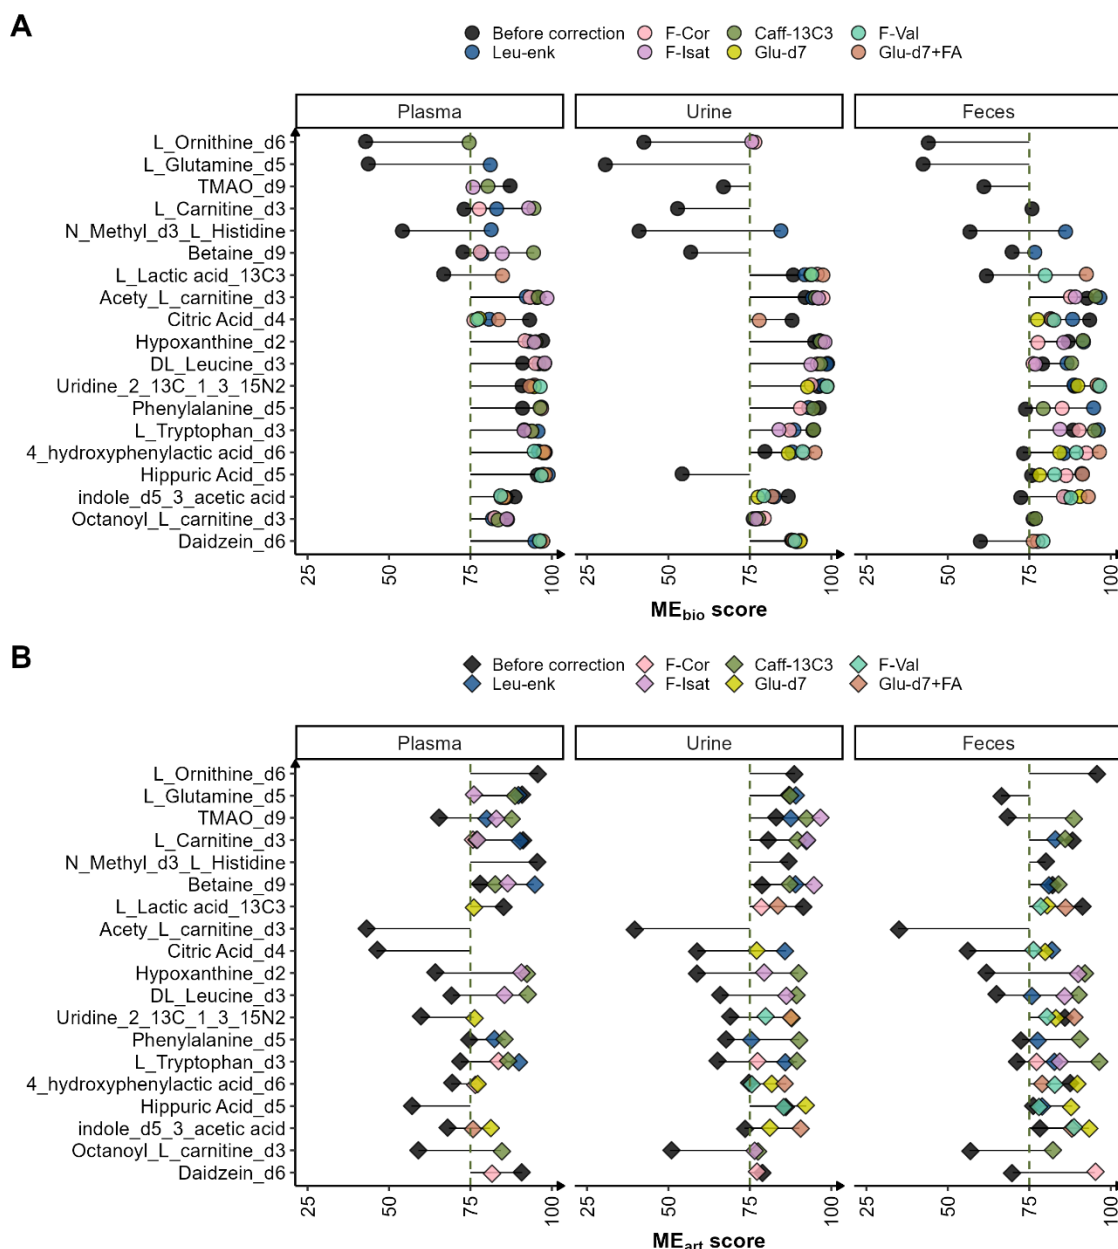 A
Before correction F-Cor Caff-13C3 F-Val
Leu-enk F-Isat Glu-d7 Glu-d7+FA
Plasma Urine Feces
L_Ornithine_d6
L_Glutamine_d5
TMAO_d9
L_Carnitine_d3
N_Methyl_d3_L_Histidine
Betaine_d9
L_Lactic acid_13C3
Acety_L_carnitine_d3
Citric Acid_d4
Hypoxanthine_d2
DL_Leucine_d3
Uridine_2_13C_1_3_15N2
Phenylalanine_d5
L_Tryptophan_d3
4_hydroxyphenylactic acid_d6
Hippuric Acid_d5
indole_d5_3_acetic acid
Octanoyl_L_carnitine_d3
Daidzein_d6
25 50 75 100 25 50 75 100 25 50 75 100
MEbio score
B
Before correction F-Cor Caff-13C3 F-Val
Leu-enk F-Isat Glu-d7 Glu-d7+FA
Plasma Urine Feces
L_Ornithine_d6
L_Glutamine_d5
TMAO_d9
L_Carnitine_d3
N_Methyl_d3_L_Histidine
Betaine_d9
L_Lactic acid_13C3
Acety_L_carnitine_d3
Citric Acid_d4
Hypoxanthine_d2
DL_Leucine_d3
Uridine_2_13C_1_3_15N2
Phenylalanine_d5
L_Tryptophan_d3
4_hydroxyphenylactic acid_d6
Hippuric Acid_d5
indole_d5_3_acetic acid
Octanoyl_L_carnitine_d3
Daidzein_d6
25 50 75 100 25 50 75 100 25 50 75 100
MEart score